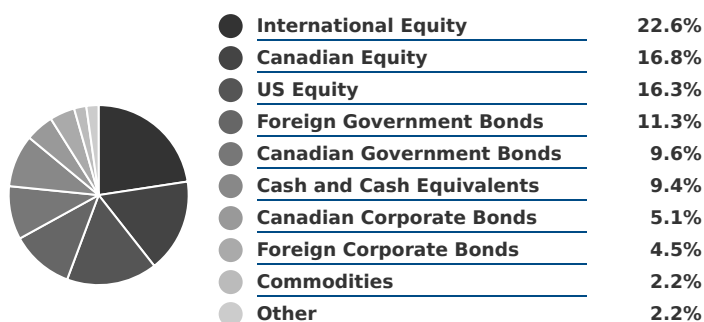 International Equity 22.6%
Canadian Equity 16.8%
US Equity 16.3%
Foreign Government Bonds 11.3%
Canadian Government Bonds 9.6%
Cash and Cash Equivalents 9.4%
Canadian Corporate Bonds 5.1%
Foreign Corporate Bonds 4.5%
Commodities 2.2%
Other 2.2%